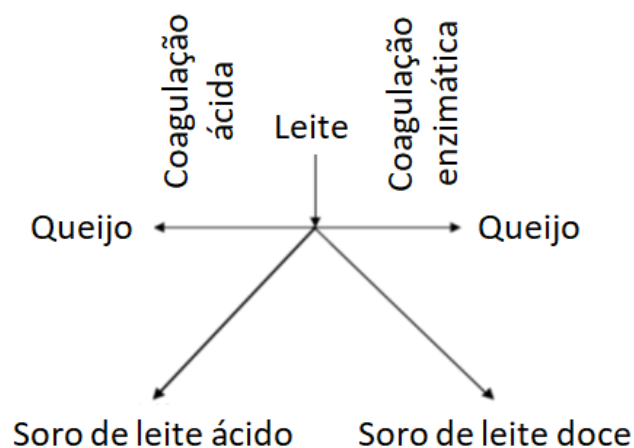 Coagulação
ácida
Leite
Coagulação
enzimática
Queijo
Queijo
Soro de leite ácido
Soro de leite doce